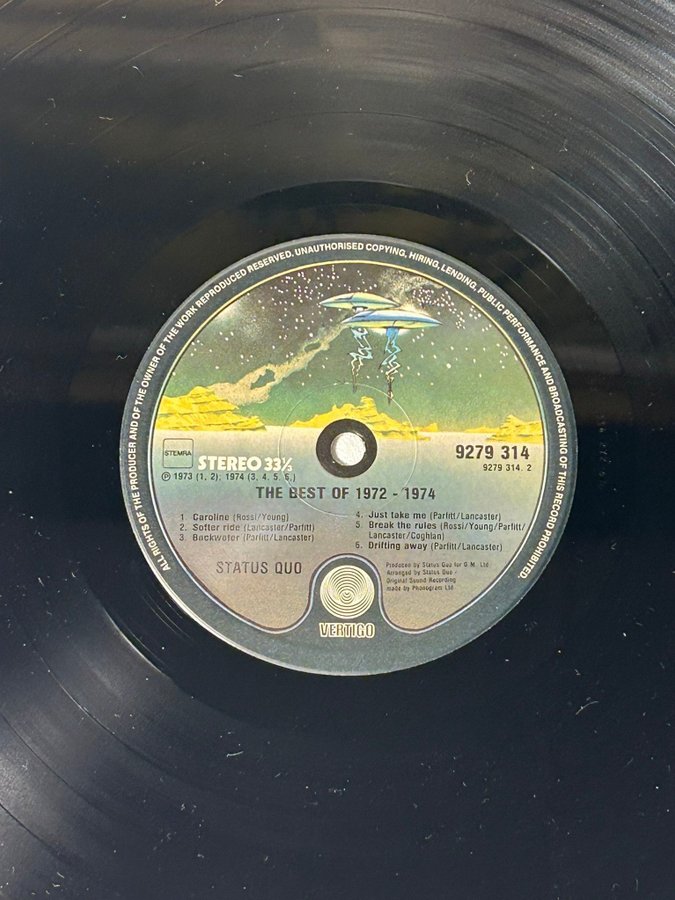 ALL RIGHTS OF THE PRODUCER AND OF THE OWNER OF THE WORK REPRODUCED RESERVED. UNAUTHORISED COPYING, HIRING, LENDING, PUBLIC PERFORMANCE AND BROADCASTING OF THIS RECORD PROHIBITED.
STEMRA
STEREO 33⅓
9279 314
9279 314. 2
℗ 1973 (1, 2); 1974 (3, 4, 5, 6,)
THE BEST OF 1972 - 1974
1. Caroline (Rossi/Young)
2. Softer ride (Lancaster/Parfitt)
3. Backwater (Parfitt/Lancaster)
4. Just take me (Parfitt/Lancaster)
5. Break the rules (Rossi/Young/Parfitt/
Lancaster/Coghlan)
6. Drifting away (Parfitt/Lancaster)
STATUS QUO
Produced by Status Quo for G.M. Ltd.
Arranged by Status Quo -
Original Sound Recording
made by Phonogram Ltd
VERTIGO